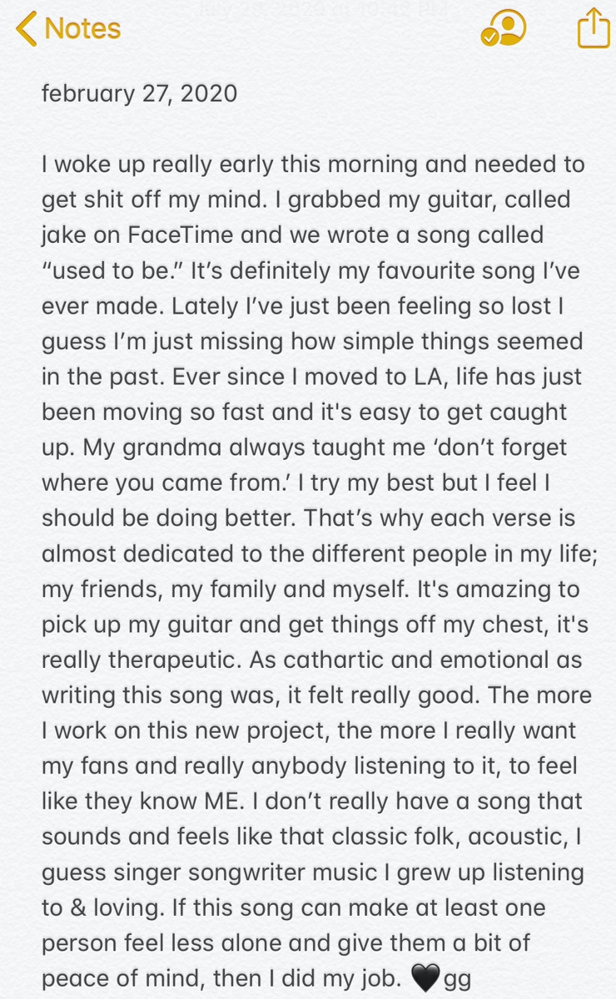 Notes
february 27, 2020
I woke up really early this morning and needed to
get shit off my mind. I grabbed my guitar, called
jake on FaceTime and we wrote a song called
“used to be.” It’s definitely my favourite song I’ve
ever made. Lately I’ve just been feeling so lost I
guess I’m just missing how simple things seemed
in the past. Ever since I moved to LA, life has just
been moving so fast and it's easy to get caught
up. My grandma always taught me ‘don’t forget
where you came from.’ I try my best but I feel I
should be doing better. That’s why each verse is
almost dedicated to the different people in my life;
my friends, my family and myself. It's amazing to
pick up my guitar and get things off my chest, it's
really therapeutic. As cathartic and emotional as
writing this song was, it felt really good. The more
I work on this new project, the more I really want
my fans and really anybody listening to it, to feel
like they know ME. I don’t really have a song that
sounds and feels like that classic folk, acoustic, I
guess singer songwriter music I grew up listening
to & loving. If this song can make at least one
person feel less alone and give them a bit of
peace of mind, then I did my job. 🖤gg